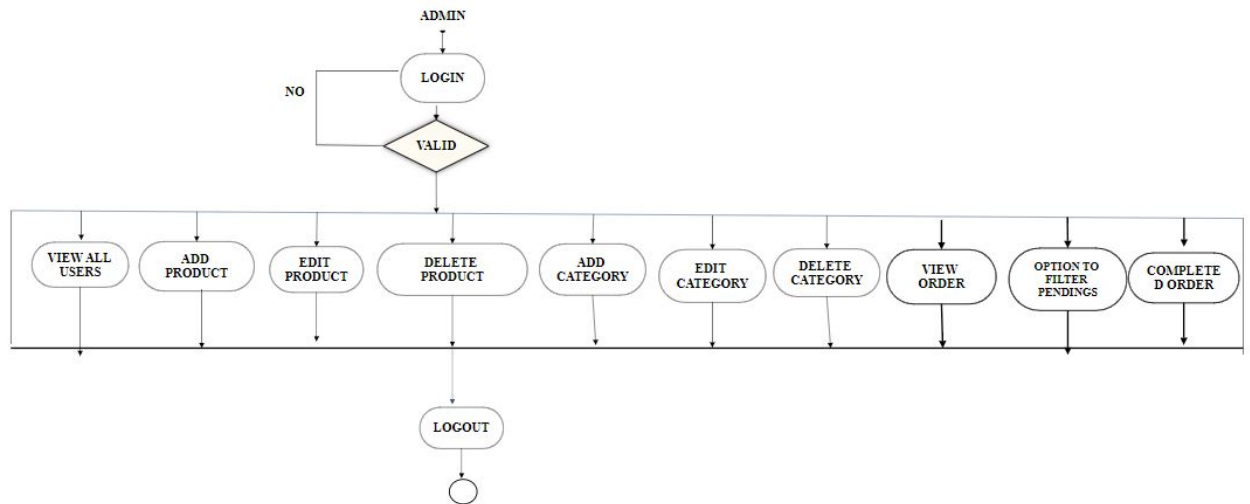 ADMIN
LOGIN
NO
VALID
VIEW ALL
USERS
ADD
PRODUCT
EDIT
PRODUCT
DELETE
PRODUCT
ADD
CATEGORY
EDIT
CATEGORY
DELETE
CATEGORY
VIEW
ORDER
OPTION TO
FILTER
PENDINGS
COMPLETE
D ORDER
LOGOUT